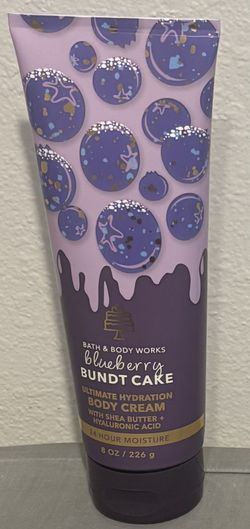 BATH & BODY WORKS
blueberry
BUNDT CAKE
ULTIMATE HYDRATION
BODY CREAM
WITH SHEA BUTTER +
HYALURONIC ACID
24 HOUR MOISTURE
8 OZ / 226 g